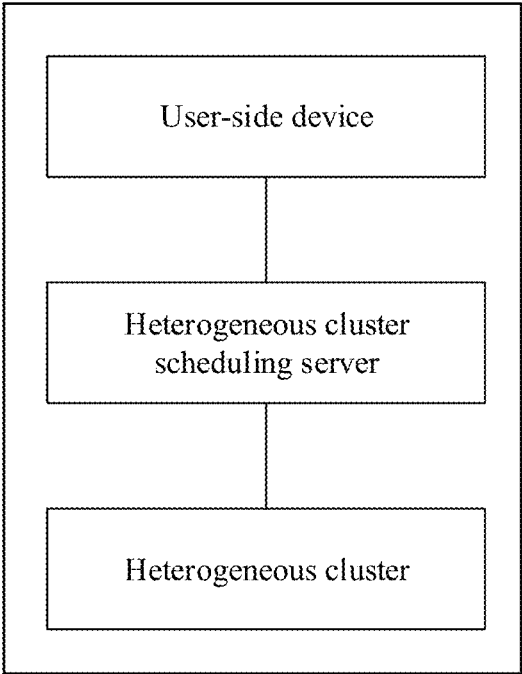 User-side device
Heterogeneous cluster
scheduling server
Heterogeneous cluster